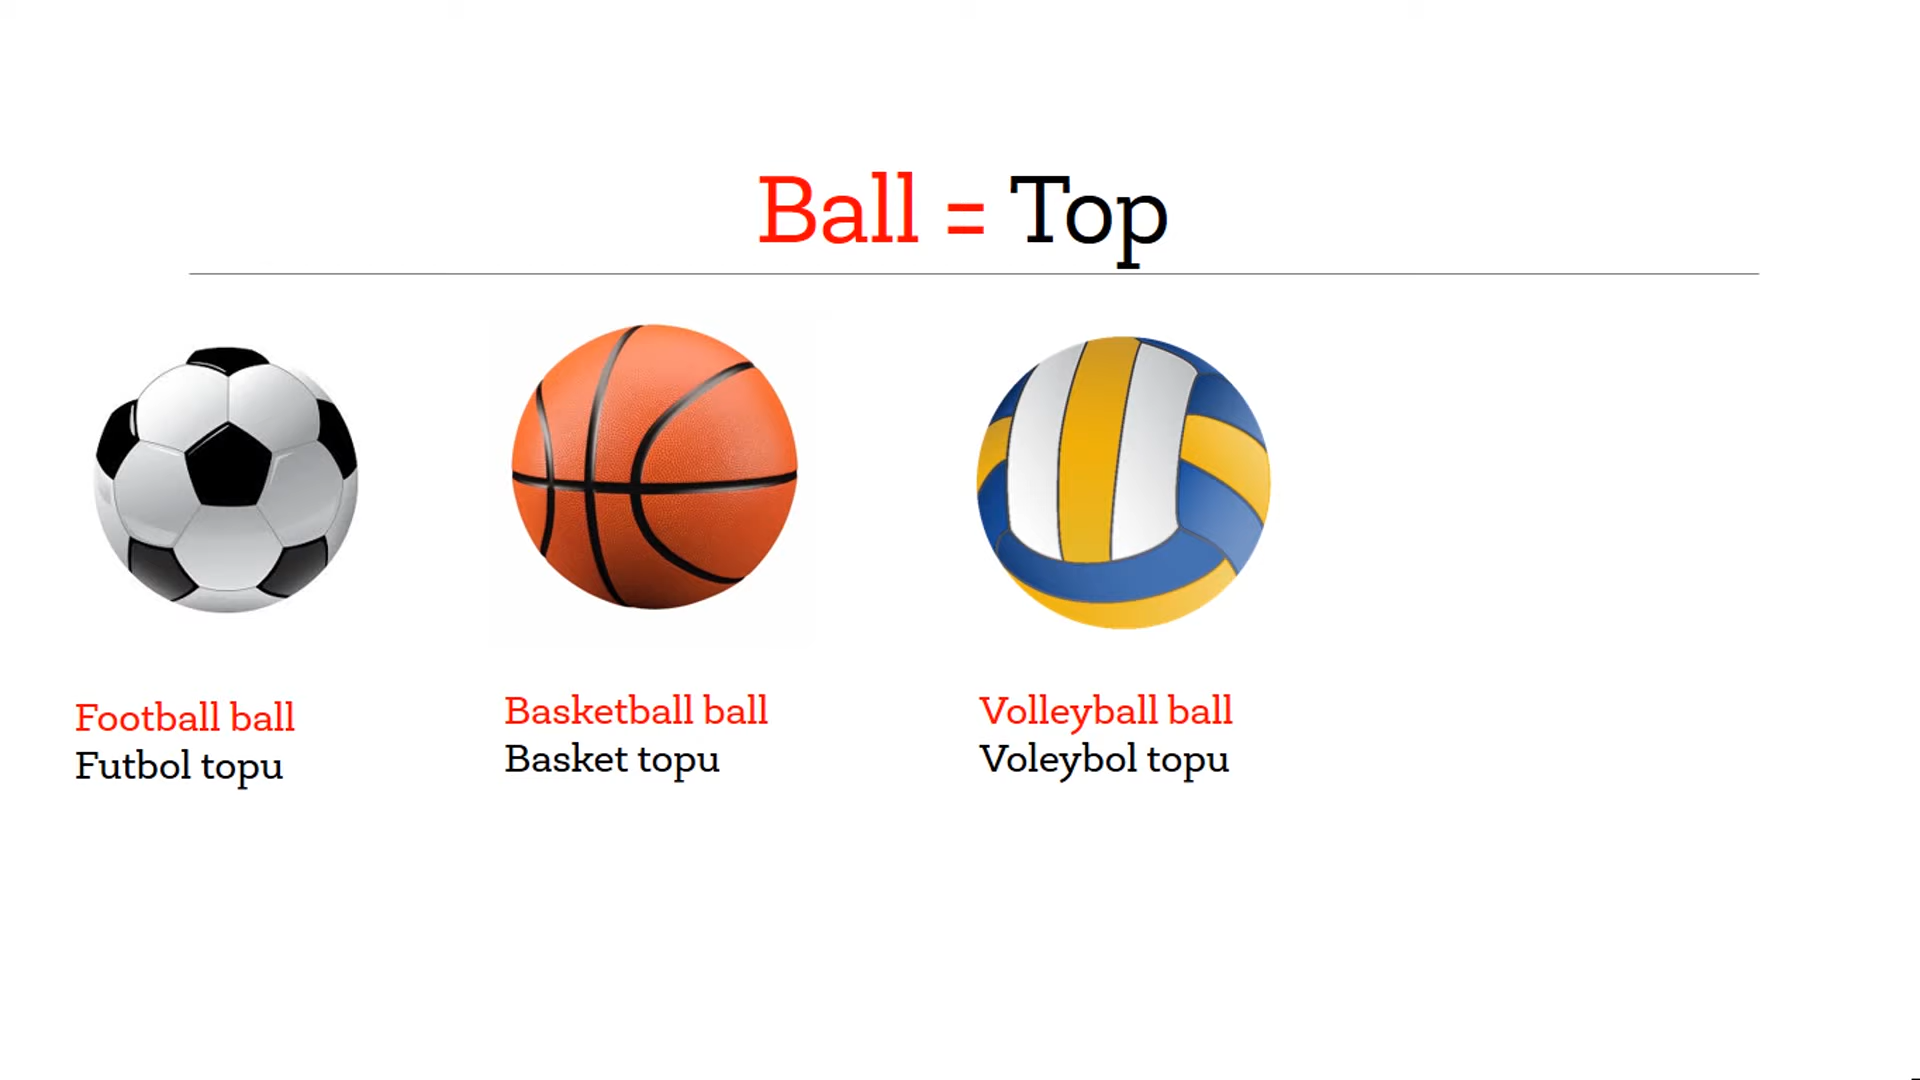 Ball = Top
Football ball
Futbol topu
Basketball ball
Basket topu
Volleyball ball
Voleybol topu